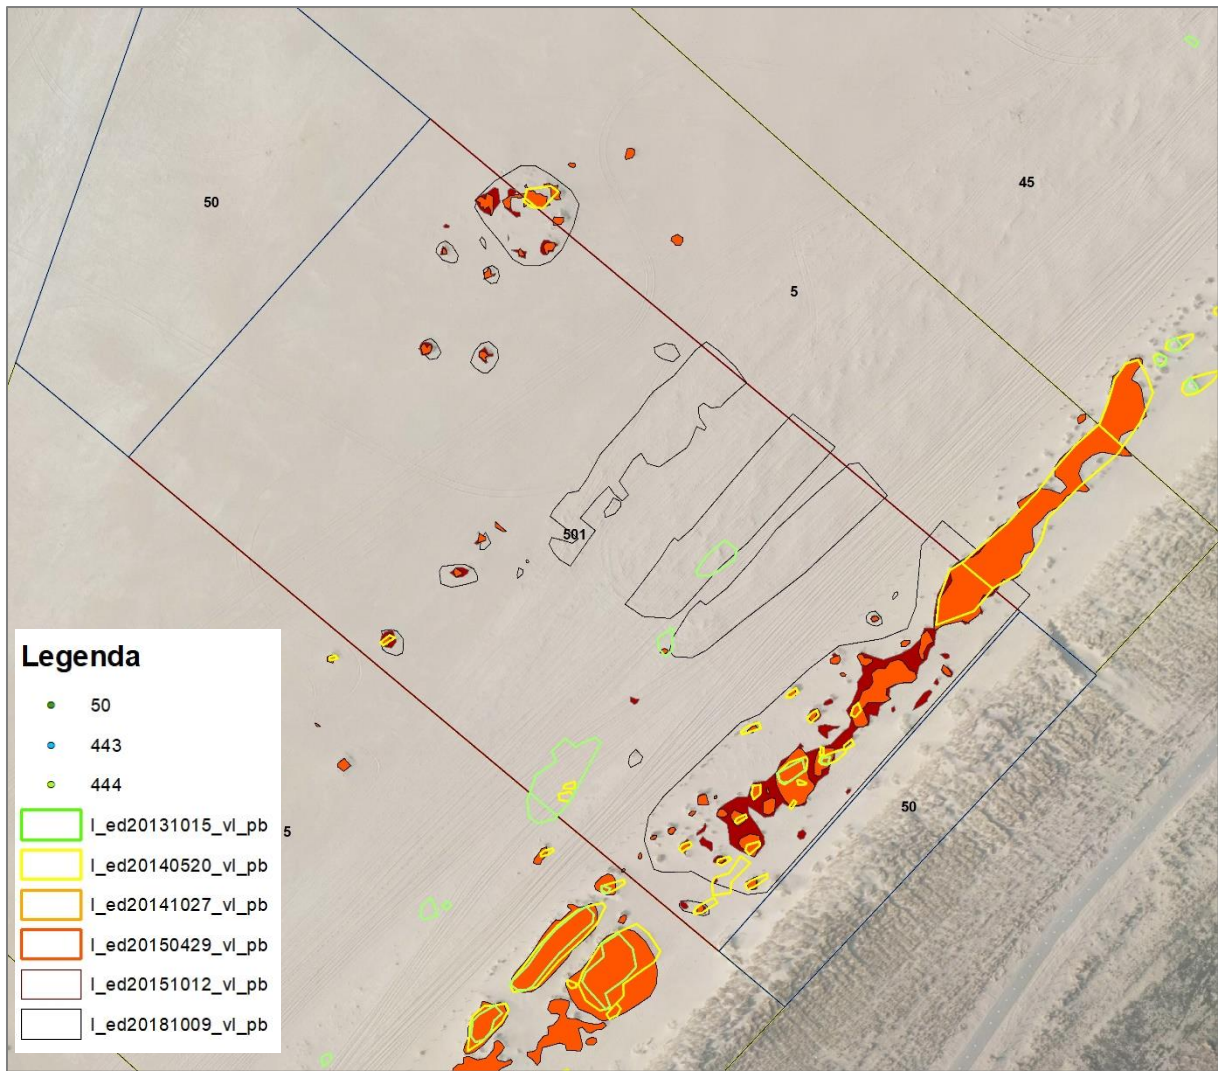 50
45
5
501
50
5
Legenda
50
443
444
l_ed20131015_vl_pb
l_ed20140520_vl_pb
l_ed20141027_vl_pb
l_ed20150429_vl_pb
l_ed20151012_vl_pb
l_ed20181009_vl_pb